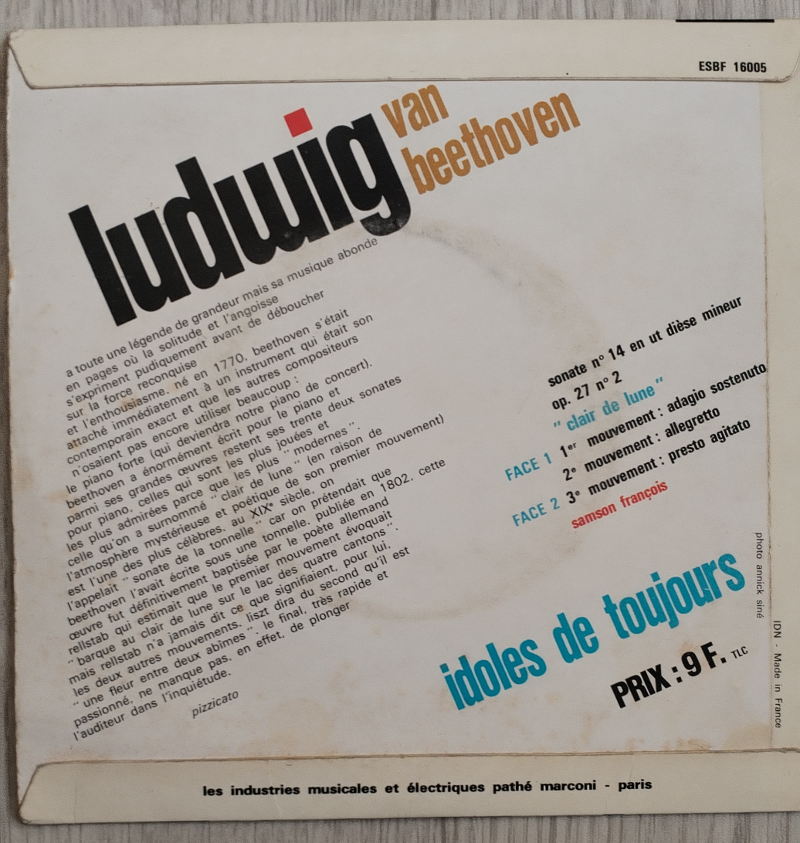 ESBF 16005
ludwig
van
beethoven
a toute une légende de grandeur mais sa musique abonde
en pages où la solitude et l'angoisse
s'expriment pudiquement avant de déboucher
sur la force reconquise
et l'enthousiasme. né en 1770, beethoven s'était
attaché immédiatement à un instrument qui était son
contemporain exact et que les autres compositeurs
n'osaient pas encore utiliser beaucoup :
le piano forte (qui deviendra notre piano de concert).
beethoven a énormément écrit pour le piano et
parmi ses grandes œuvres restent ses trente deux sonates
pour piano, celles qui sont les plus jouées et
les plus admirées parce que les plus "modernes".
celle qu'on a surnommé "clair de lune" (en raison de
l'atmosphère mystérieuse et poétique de son premier mouvement)
est l'une des plus célèbres. au XIXe siècle, on
l'appelait "sonate de la tonnelle" car on prétendait que
beethoven l'avait écrite sous une tonnelle. publiée en 1802, cette
œuvre fut définitivement baptisée par le poète allemand
rellstab qui estimait que le premier mouvement évoquait
"barque au clair de lune sur le lac des quatre cantons".
mais rellstab n'a jamais dit ce que signifiaient, pour lui,
les deux autres mouvements. liszt dira du second qu'il est
"une fleur entre deux abîmes". le final, très rapide et
passionné, ne manque pas, en effet, de plonger
l'auditeur dans l'inquiétude.
pizzicato
sonate n° 14 en ut dièse mineur
op. 27 n° 2
"clair de lune"
FACE 1 1er mouvement : adagio sostenuto
2e mouvement : allegretto
FACE 2 3e mouvement : presto agitato
samson françois
idoles de toujours
PRIX : 9 F. TLC
photo annick siné
IDN - Made in France
les industries musicales et électriques pathé marconi - paris